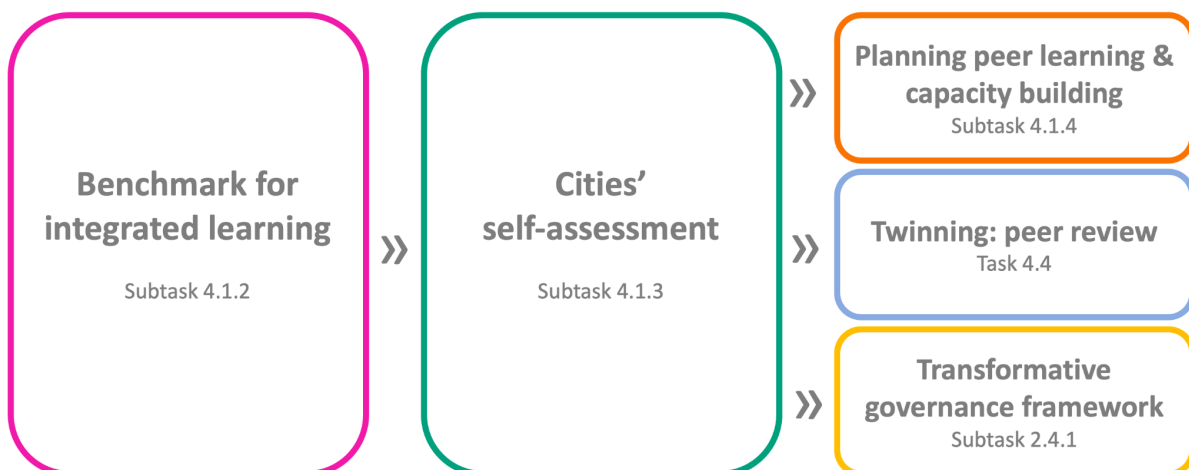 Benchmark for
integrated learning
Subtask 4.1.2
»
Cities’
self-assessment
Subtask 4.1.3
»
Planning peer learning &
capacity building
Subtask 4.1.4
»
Twinning: peer review
Task 4.4
»
Transformative
governance framework
Subtask 2.4.1